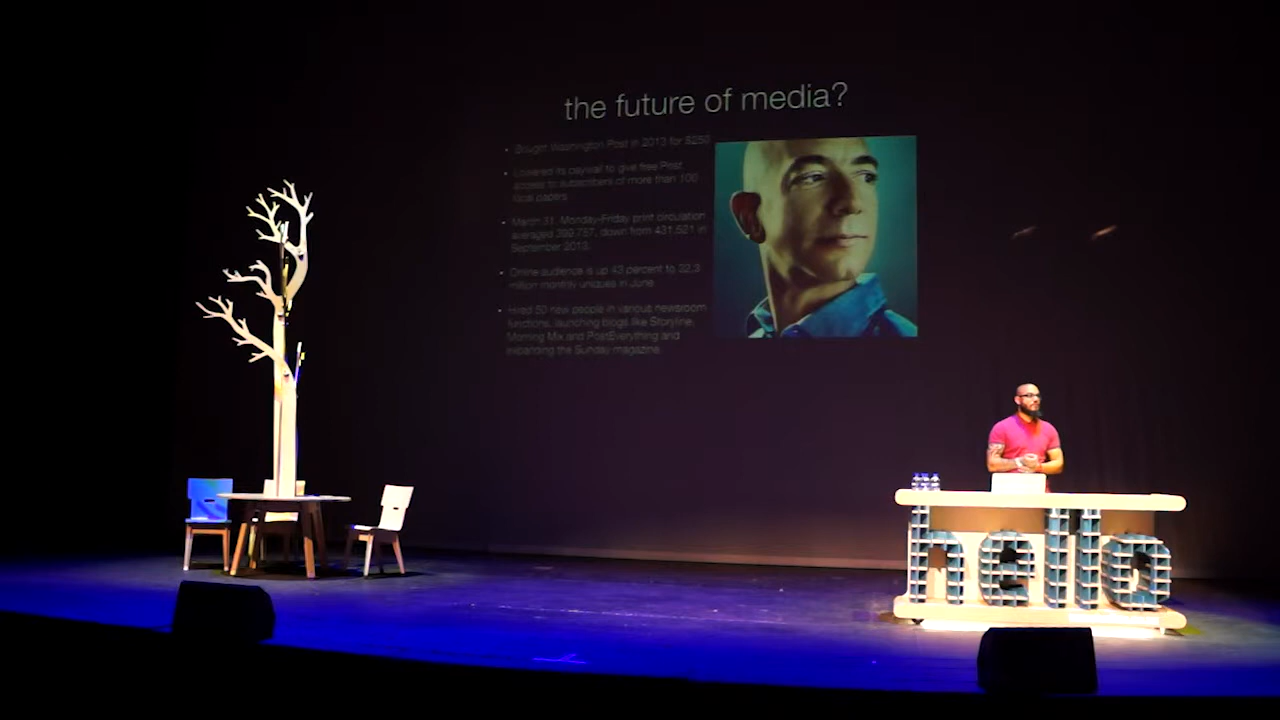 the future of media?
• Bought Washington Post in 2013 for $250
• Lowered its paywall to give free Post
access to subscribers of more than 100
local papers
• March 31, Monday-Friday print circulation
averaged 399,757, down from 431,521 in
September 2013.
• Online audience is up 43 percent to 32.3
million monthly uniques in June
• Hired 50 new people in various newsroom
functions, launching blogs like Storyline,
Morning Mix and PostEverything and
expanding the Sunday magazine.
hello